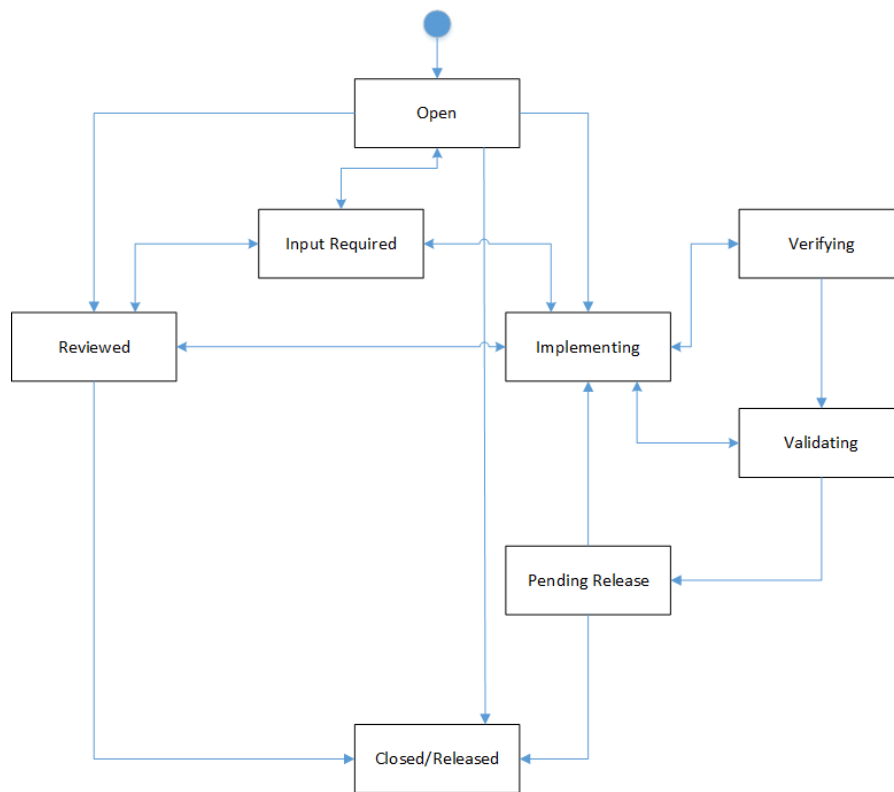 Open
Input Required
Verifying
Reviewed
Implementing
Validating
Pending Release
Closed/Released